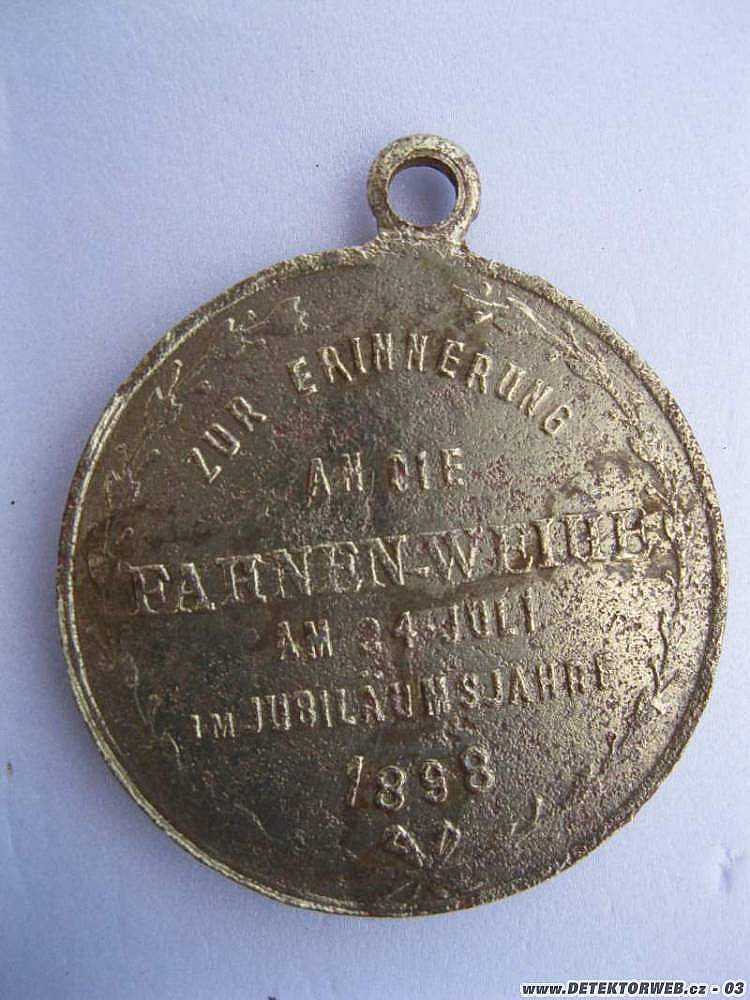 ZUR ERINNERUNG
AN DIE
FAHNEN-WEIHE
AM 24 JULI
IM JUBILÄUMSJAHRE
1898
www.DETEKTORWEB.cz - 03